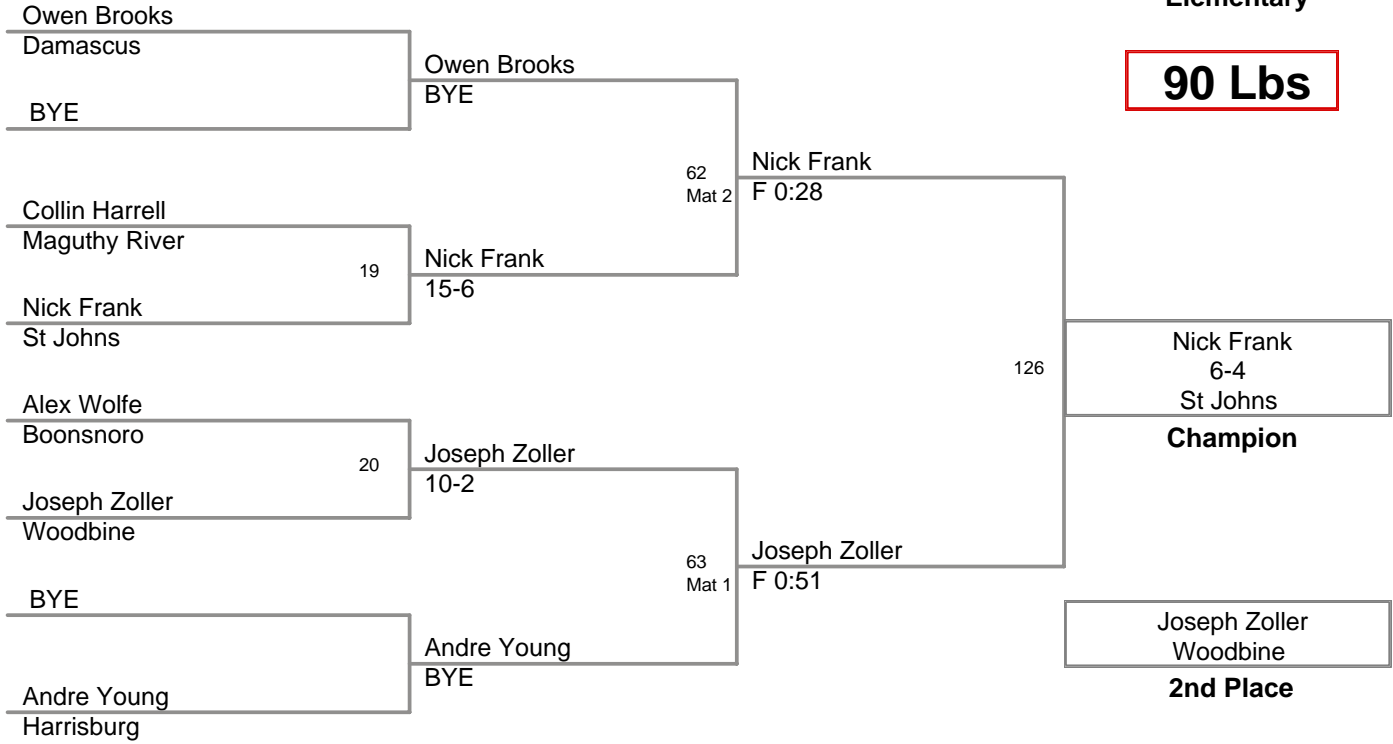 Elementary
90 Lbs
Owen Brooks
Damascus
BYE
Collin Harrell
Maguthy River
19
Nick Frank
St Johns
Alex Wolfe
Boonsnoro
20
Joseph Zoller
Woodbine
BYE
Andre Young
Harrisburg
Owen Brooks
BYE
62
Mat 2
Nick Frank
15-6
Joseph Zoller
10-2
63
Mat 1
Andre Young
BYE
Nick Frank
F 0:28
126
Joseph Zoller
F 0:51
Nick Frank
6-4
St Johns
Champion
Joseph Zoller
Woodbine
2nd Place